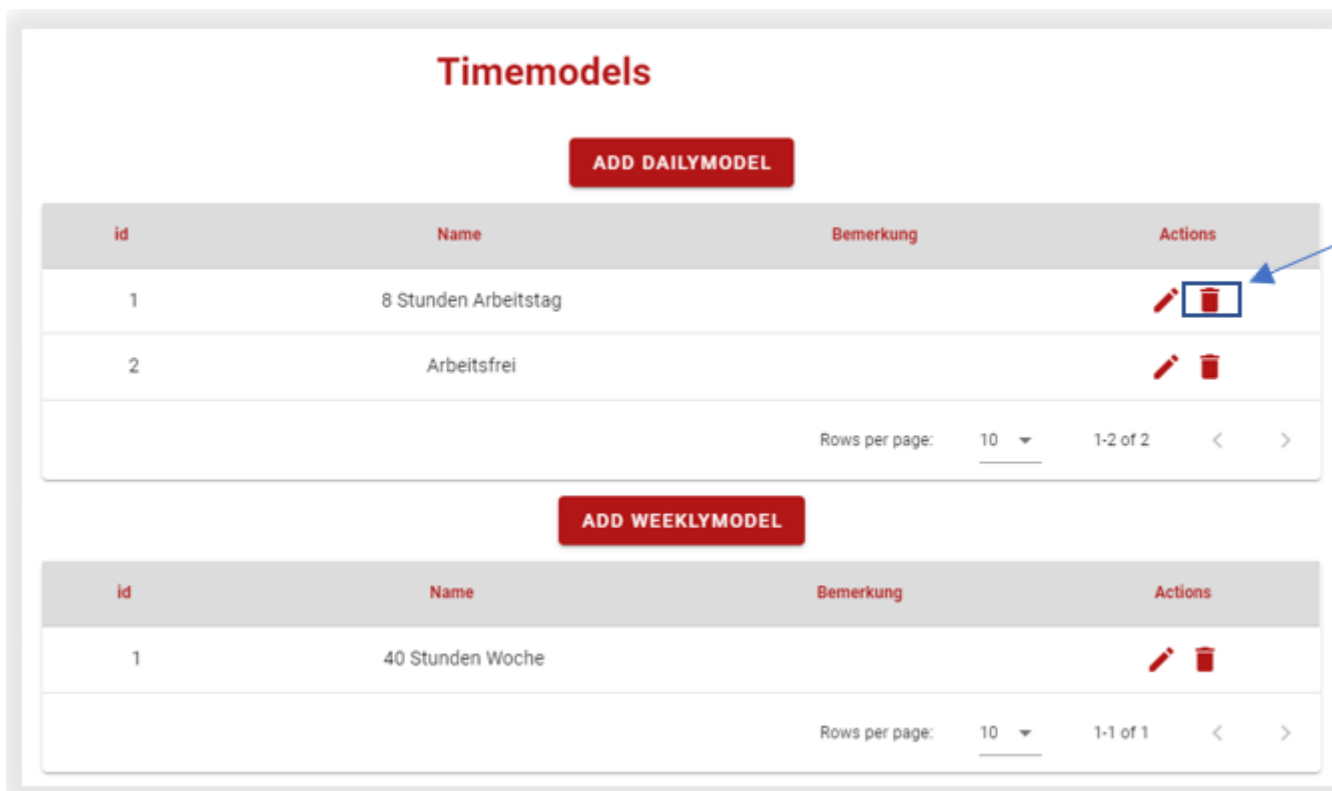 Timemodels
ADD DAILYMODEL
id Name Bemerkung Actions
1 8 Stunden Arbeitstag
2 Arbeitsfrei
Rows per page: 10 1-2 of 2
ADD WEEKLYMODEL
id Name Bemerkung Actions
1 40 Stunden Woche
Rows per page: 10 1-1 of 1